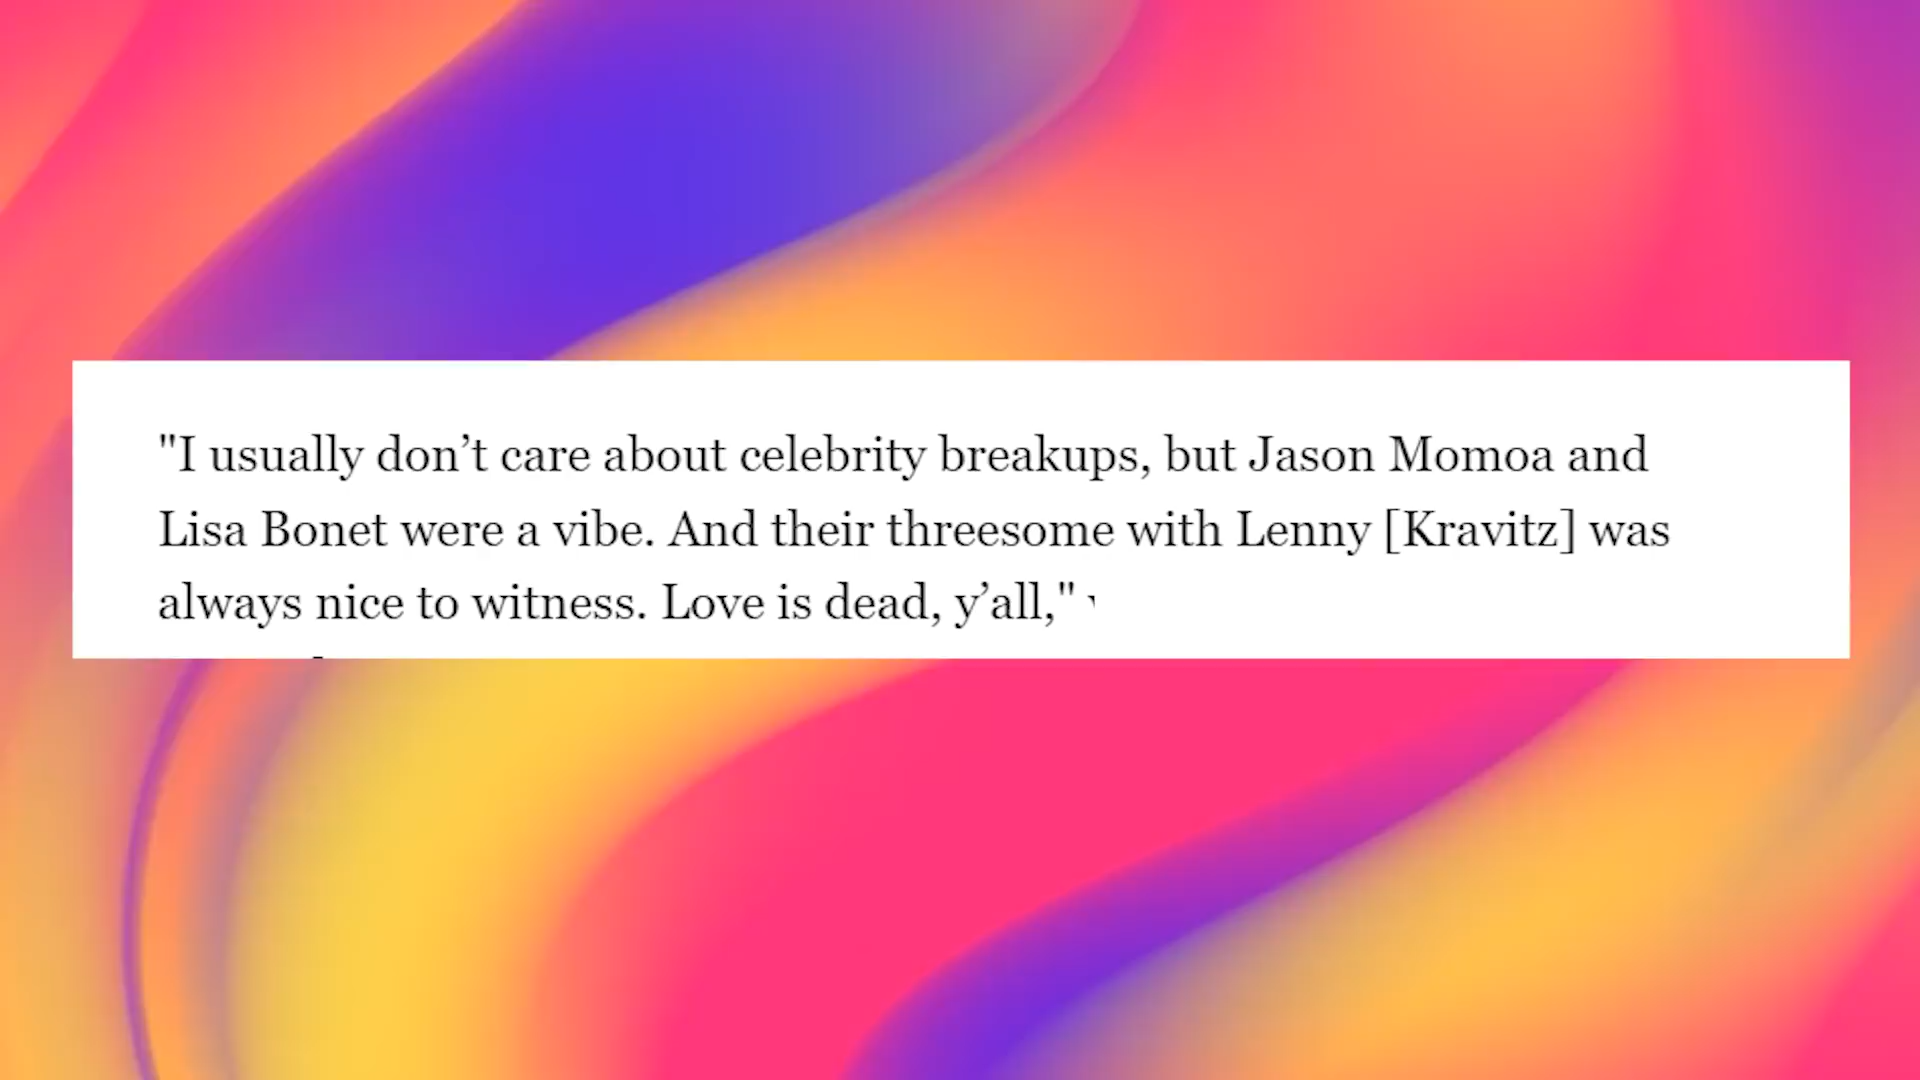 "I usually don’t care about celebrity breakups, but Jason Momoa and
Lisa Bonet were a vibe. And their threesome with Lenny [Kravitz] was
always nice to witness. Love is dead, y’all,"